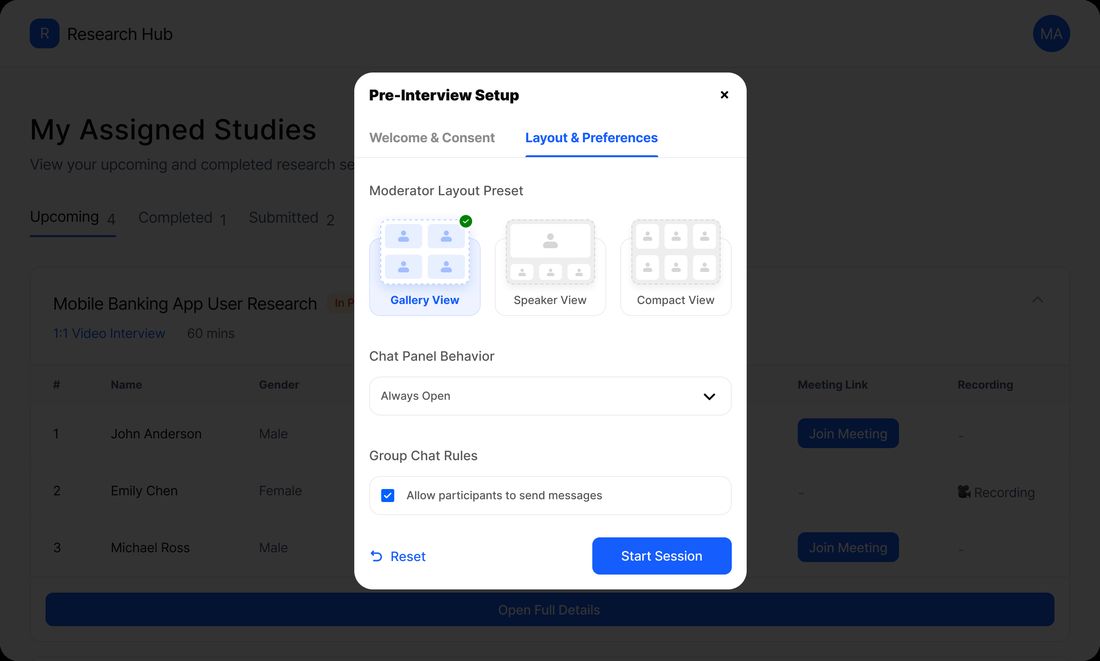 R Research Hub MA
Pre-Interview Setup ×
Welcome & Consent Layout & Preferences
Moderator Layout Preset
Gallery View Speaker View Compact View
Chat Panel Behavior
Always Open
Group Chat Rules
Allow participants to send messages
Reset Start Session
My Assigned Studies
View your upcoming and completed research se
Upcoming 4 Completed 1 Submitted 2
Mobile Banking App User Research In P
1:1 Video Interview 60 mins
# Name Gender Meeting Link Recording
1 John Anderson Male Join Meeting -
2 Emily Chen Female - Recording
3 Michael Ross Male Join Meeting -
Open Full Details